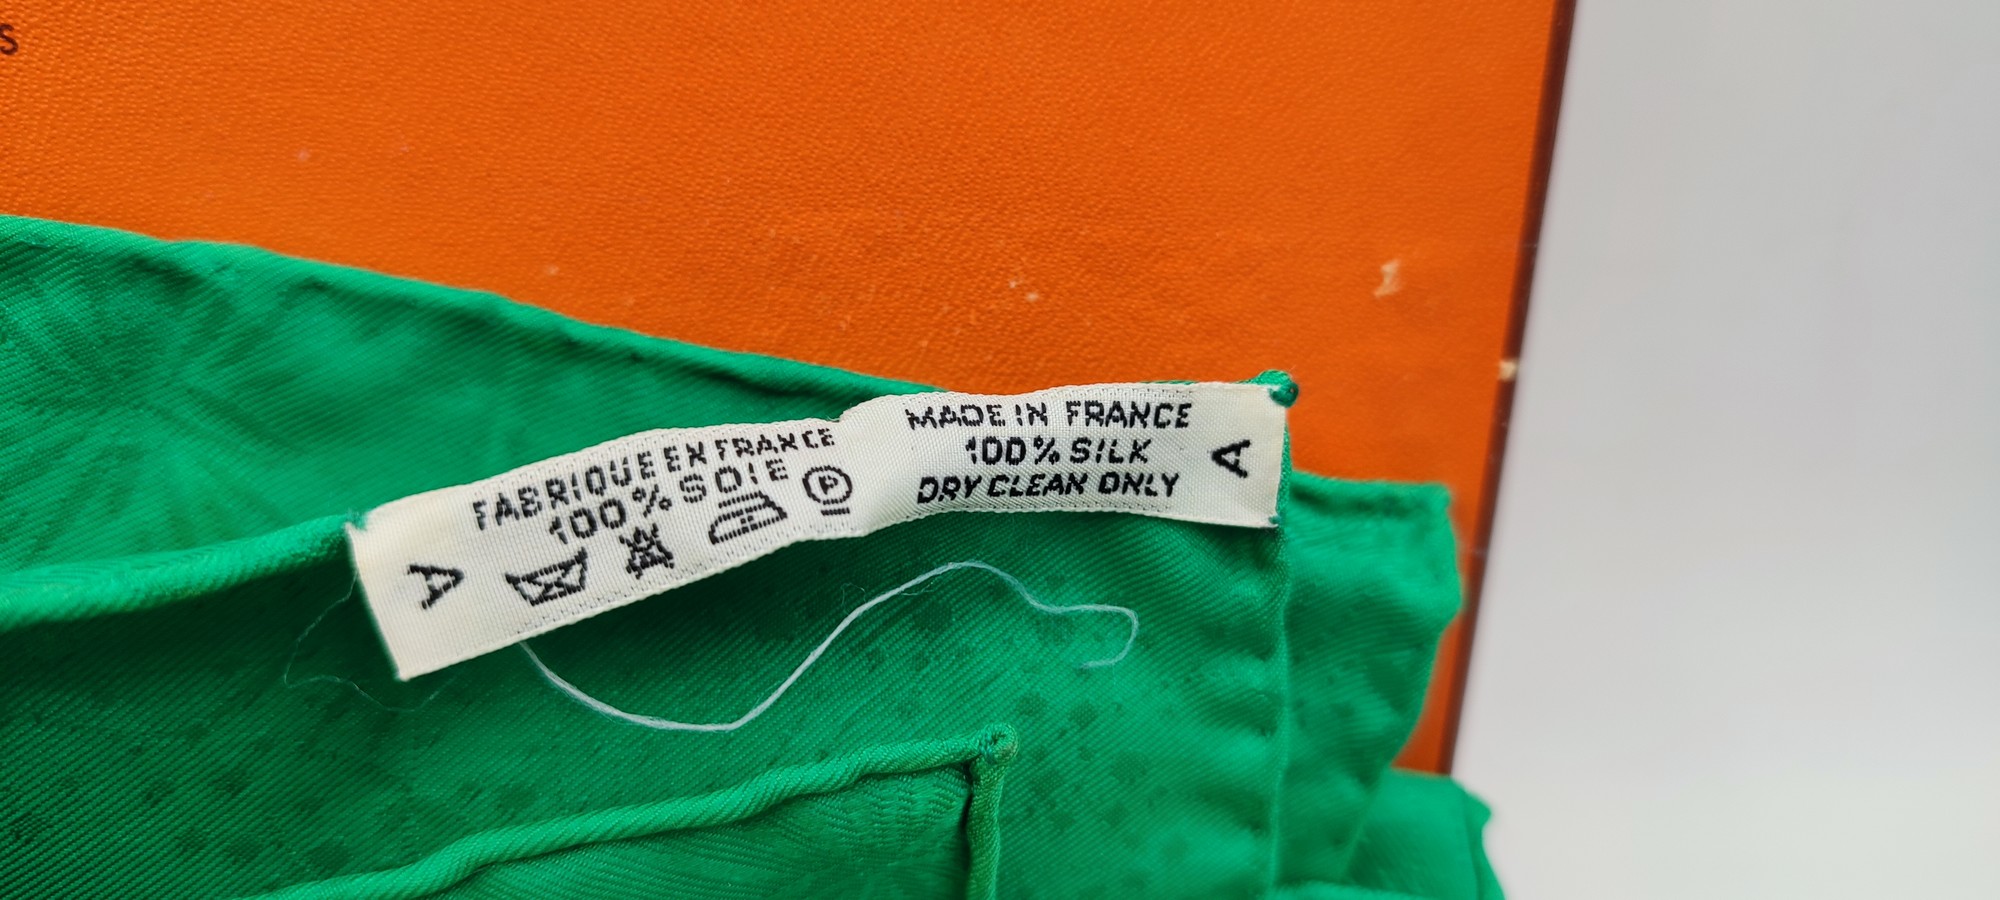 s
FABRIQUE EN FRANCE
100% SOIE
P
A
MADE IN FRANCE
100% SILK
DRY CLEAN ONLY
A